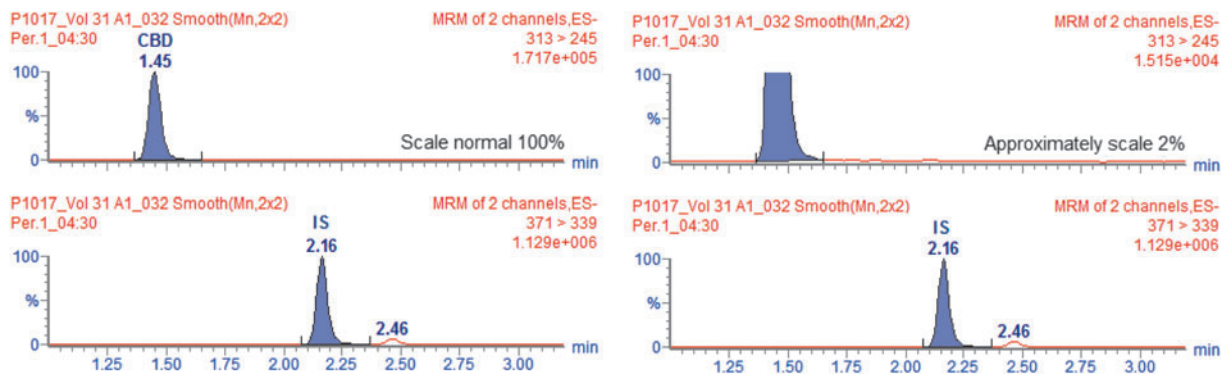 P1017_Vol 31 A1_032 Smooth(Mn,2x2)
Per.1_04:30
MRM of 2 channels,ES-
313 > 245
1.717e+005
CBD
1.45
100
%
0
Scale normal 100%
min
P1017_Vol 31 A1_032 Smooth(Mn,2x2)
Per.1_04:30
MRM of 2 channels,ES-
313 > 245
1.515e+004
100
%
0
Approximately scale 2%
min
P1017_Vol 31 A1_032 Smooth(Mn,2x2)
Per.1_04:30
MRM of 2 channels,ES-
371 > 339
1.129e+006
IS
2.16
2.46
100
%
0
1.25 1.50 1.75 2.00 2.25 2.50 2.75 3.00
min
P1017_Vol 31 A1_032 Smooth(Mn,2x2)
Per.1_04:30
MRM of 2 channels,ES-
371 > 339
1.129e+006
IS
2.16
2.46
100
%
0
1.25 1.50 1.75 2.00 2.25 2.50 2.75 3.00
min